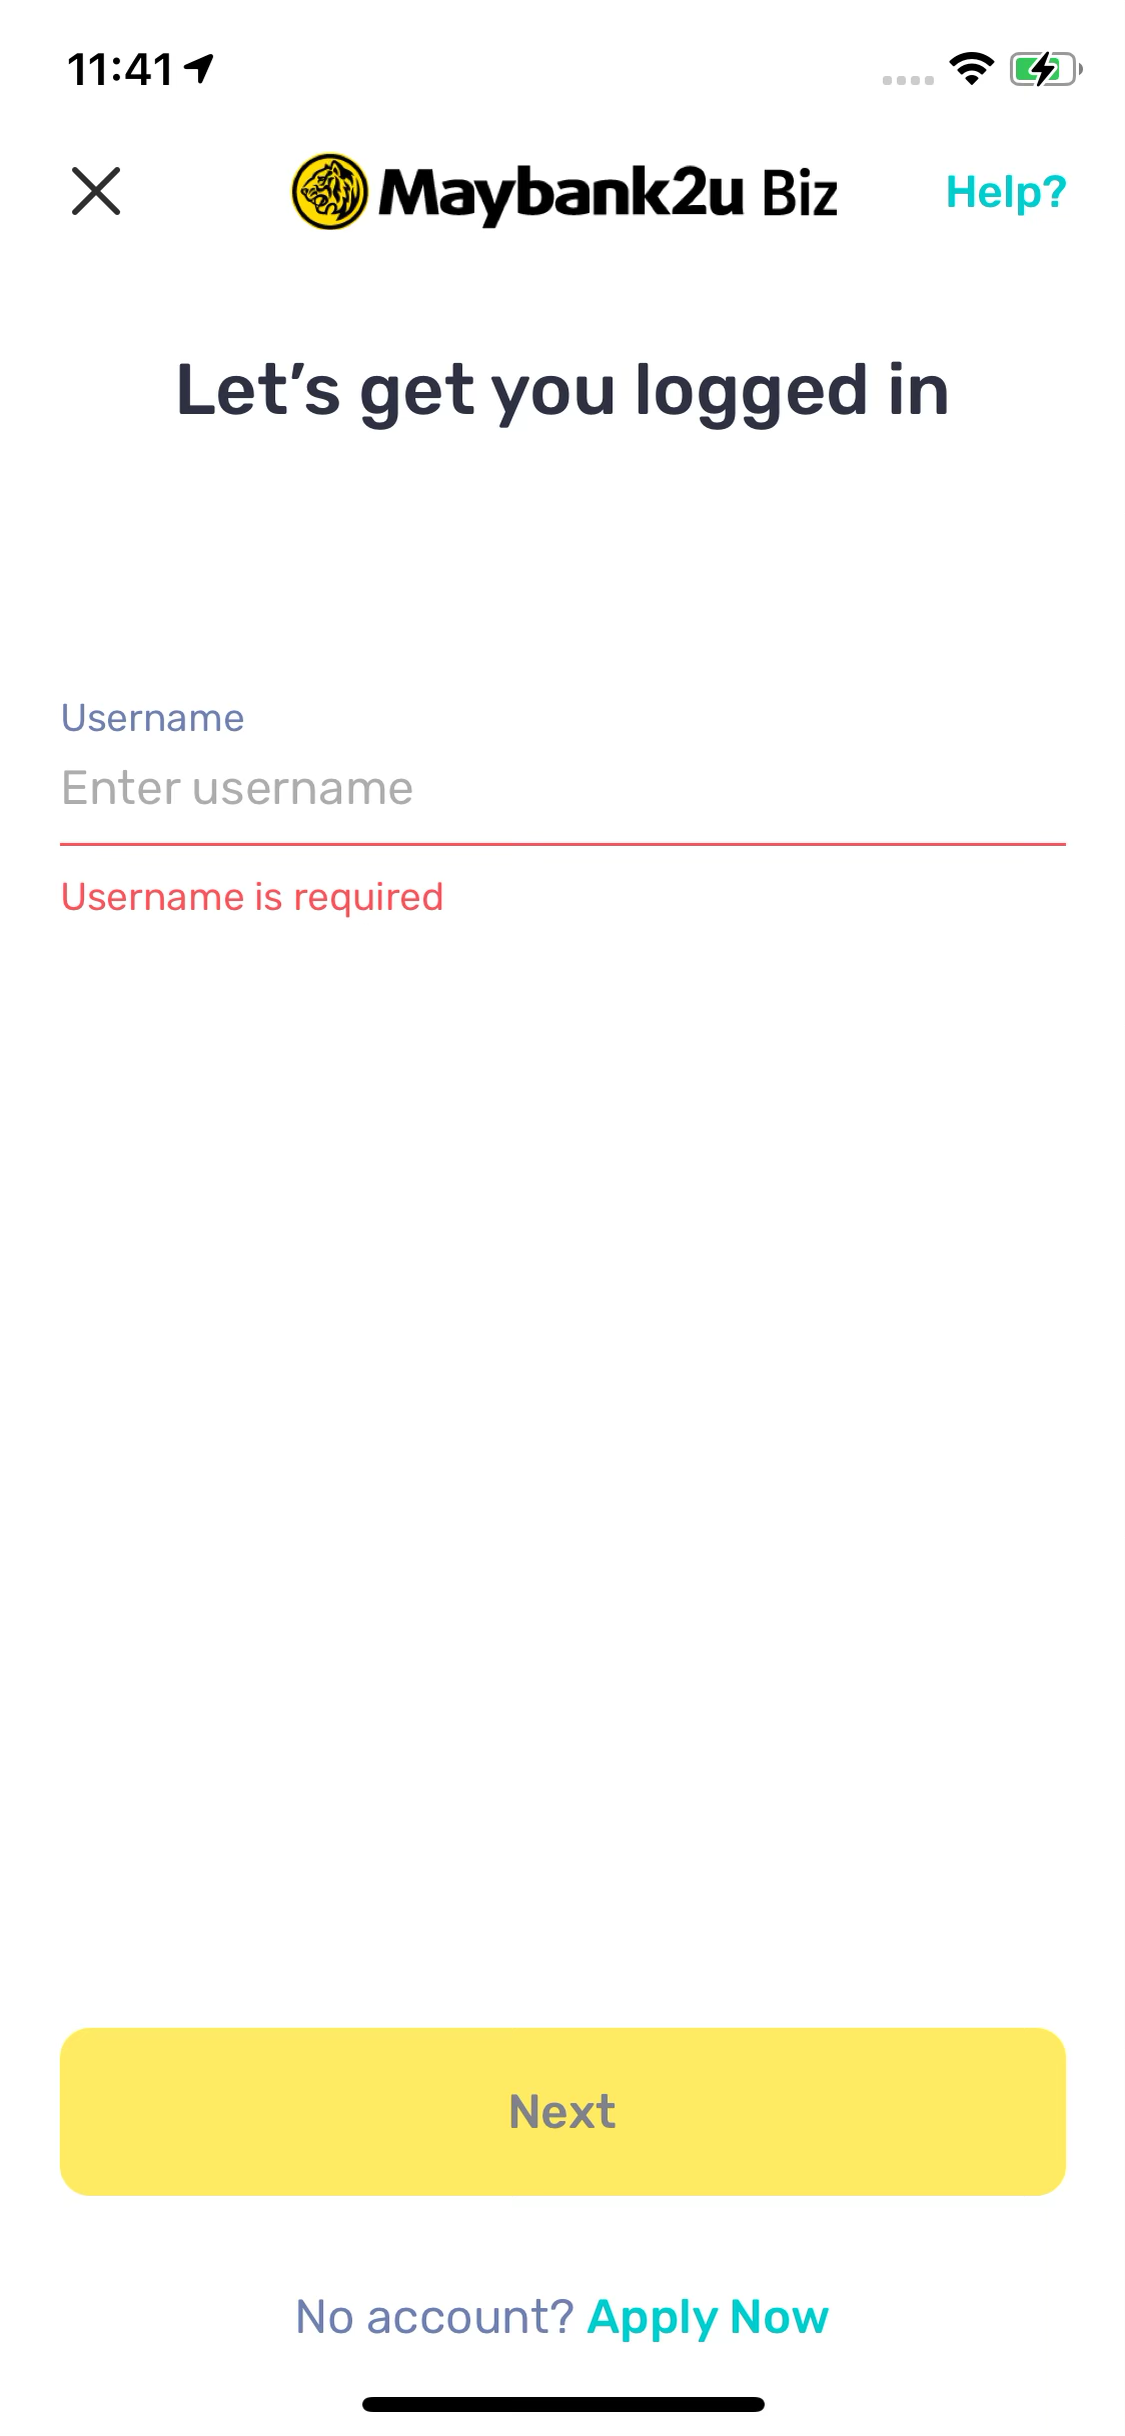 11:41
Maybank2u Biz
Help?
Let’s get you logged in
Username
Enter username
Username is required
Next
No account? Apply Now